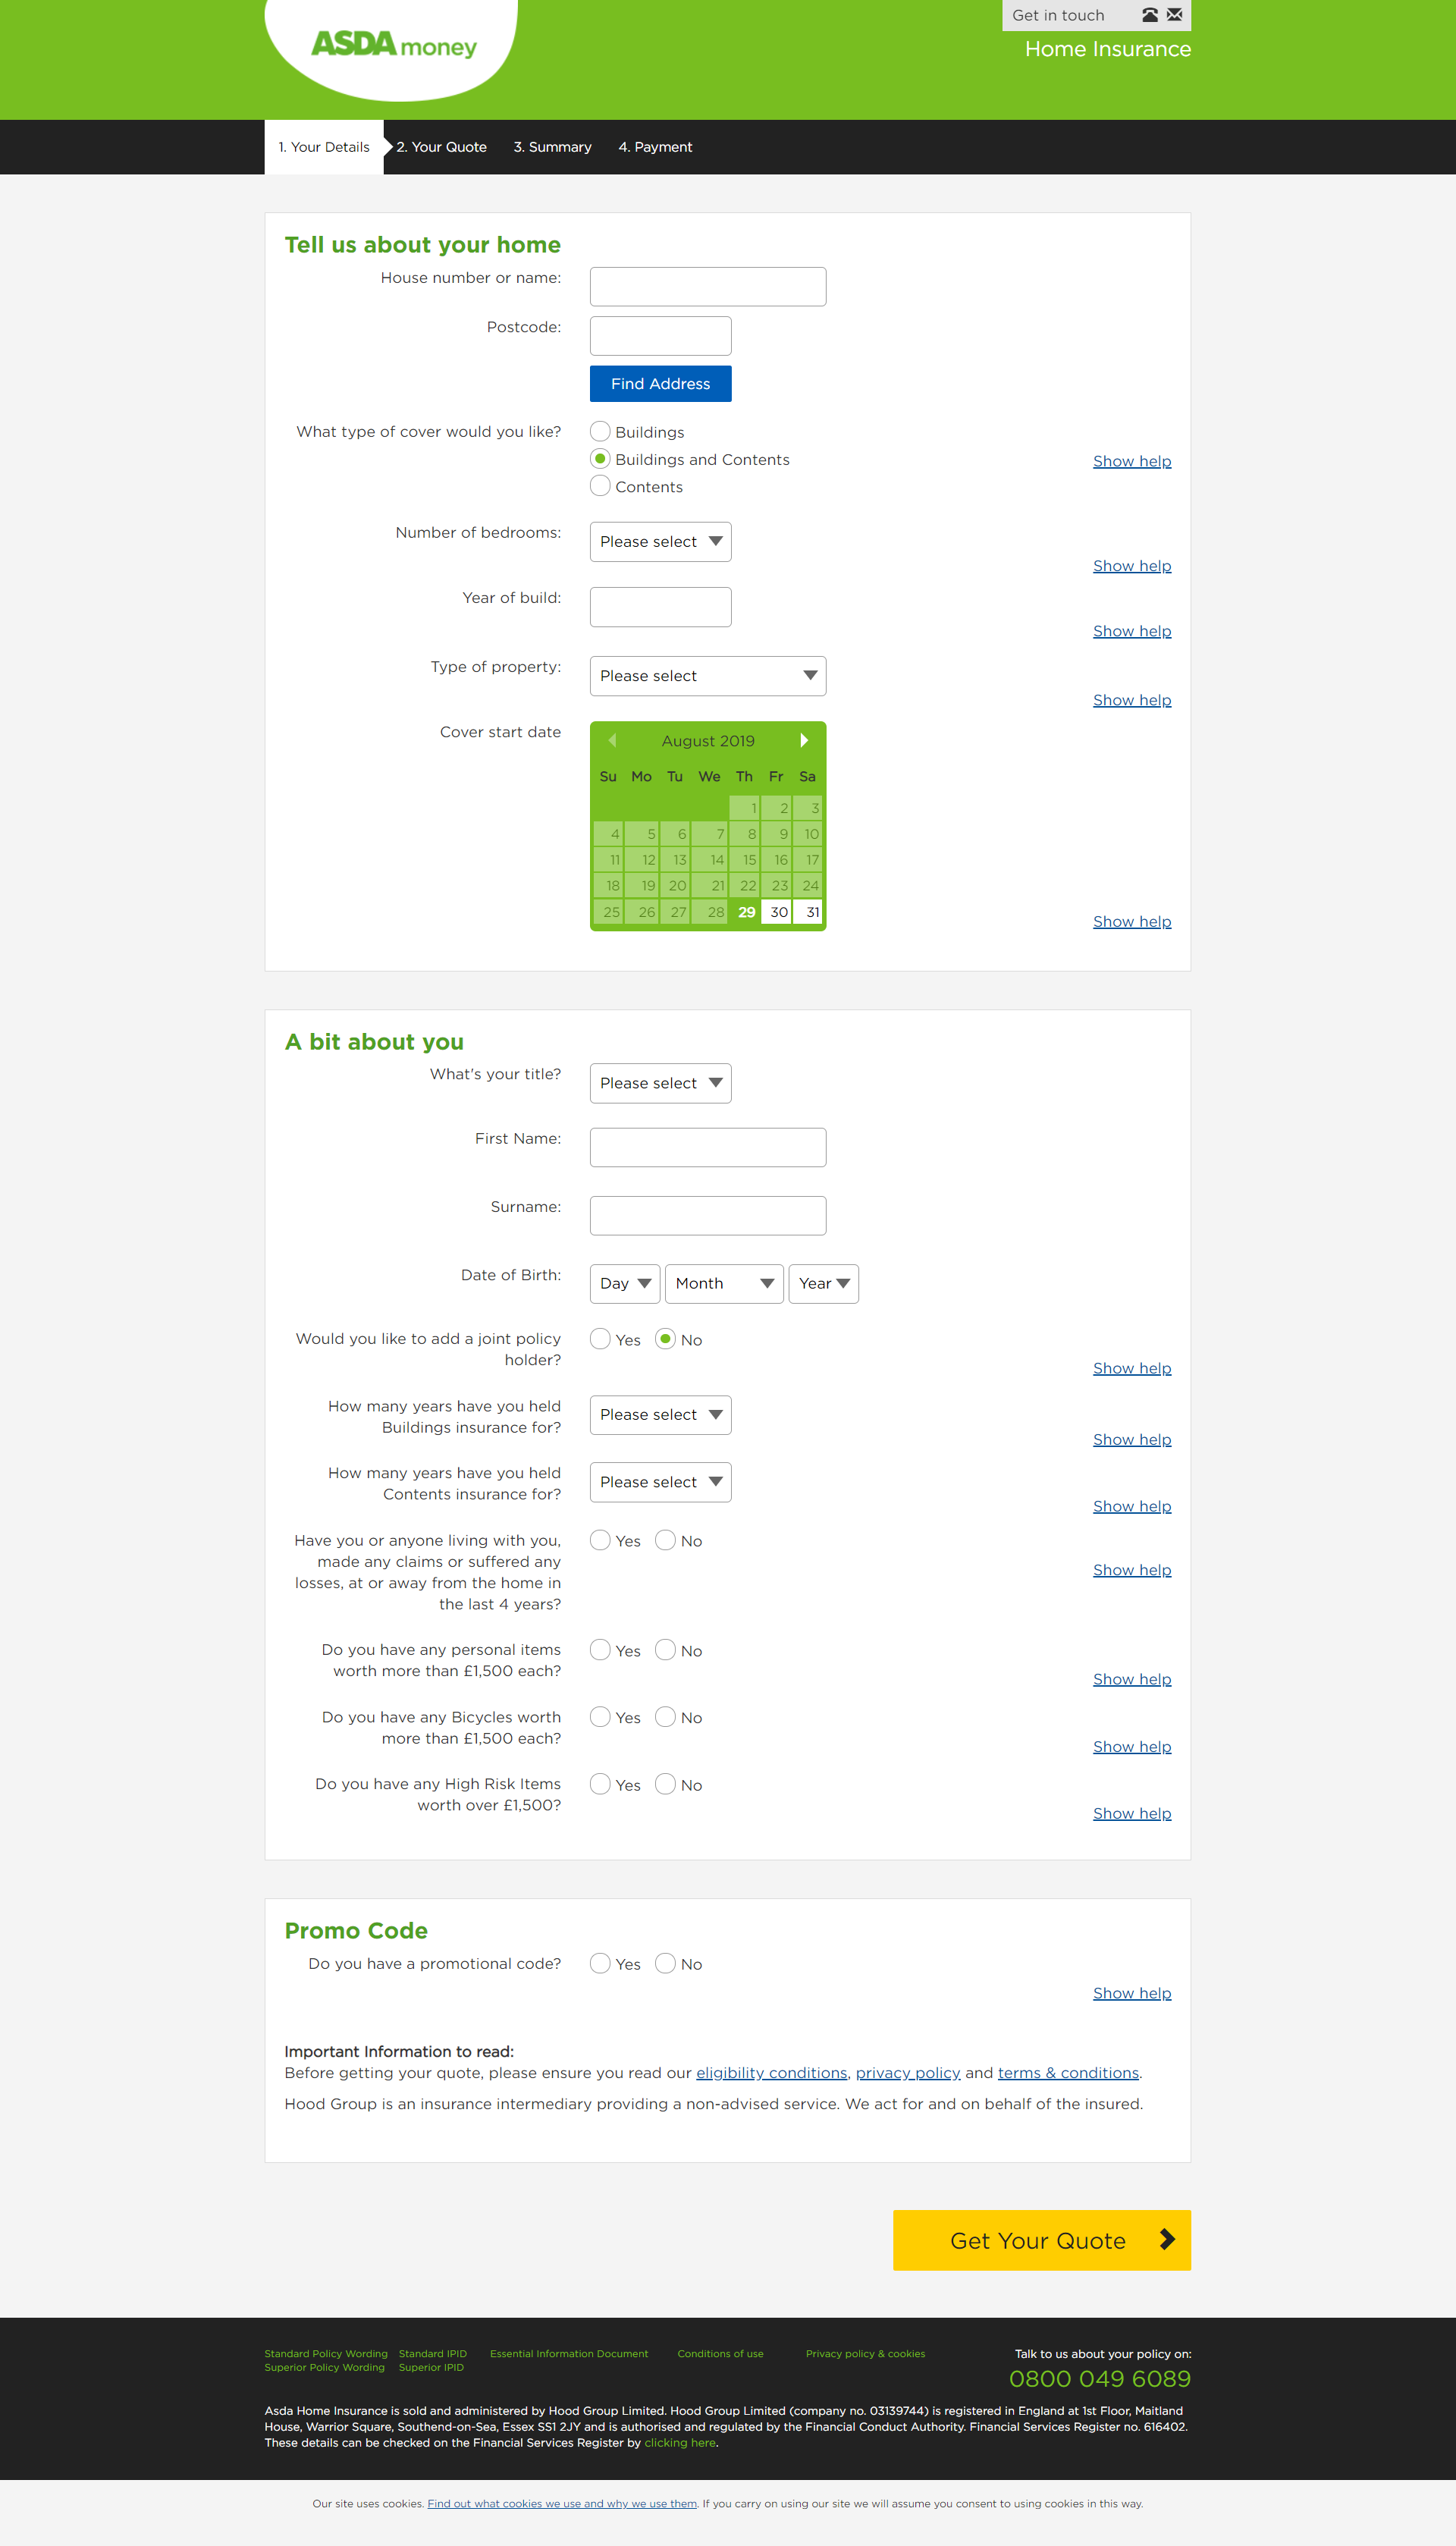 ASDA money
Get in touch
Home Insurance
1. Your Details
2. Your Quote
3. Summary
4. Payment
Tell us about your home
House number or name:
Postcode:
Find Address
What type of cover would you like?
Buildings
Buildings and Contents
Contents
Show help
Number of bedrooms:
Please select
Show help
Year of build:
Show help
Type of property:
Please select
Show help
Cover start date
August 2019
Su Mo Tu We Th Fr Sa
1 2 3
4 5 6 7 8 9 10
11 12 13 14 15 16 17
18 19 20 21 22 23 24
25 26 27 28 29 30 31
Show help
A bit about you
What's your title?
Please select
First Name:
Surname:
Date of Birth:
Day Month Year
Would you like to add a joint policy
holder?
Yes No
Show help
How many years have you held
Buildings insurance for?
Please select
Show help
How many years have you held
Contents insurance for?
Please select
Show help
Have you or anyone living with you,
made any claims or suffered any
losses, at or away from the home in
the last 4 years?
Yes No
Show help
Do you have any personal items
worth more than £1,500 each?
Yes No
Show help
Do you have any Bicycles worth
more than £1,500 each?
Yes No
Show help
Do you have any High Risk Items
worth over £1,500?
Yes No
Show help
Promo Code
Do you have a promotional code?
Yes No
Show help
Important Information to read:
Before getting your quote, please ensure you read our eligibility conditions, privacy policy and terms & conditions.
Hood Group is an insurance intermediary providing a non-advised service. We act for and on behalf of the insured.
Get Your Quote
Standard Policy Wording Standard IPID Essential Information Document Conditions of use Privacy policy & cookies
Superior Policy Wording Superior IPID
Talk to us about your policy on:
0800 049 6089
Asda Home Insurance is sold and administered by Hood Group Limited. Hood Group Limited (company no. 03139744) is registered in England at 1st Floor, Maitland
House, Warrior Square, Southend-on-Sea, Essex SS1 2JY and is authorised and regulated by the Financial Conduct Authority. Financial Services Register no. 616402.
These details can be checked on the Financial Services Register by clicking here.
Our site uses cookies. Find out what cookies we use and why we use them. If you carry on using our site we will assume you consent to using cookies in this way.